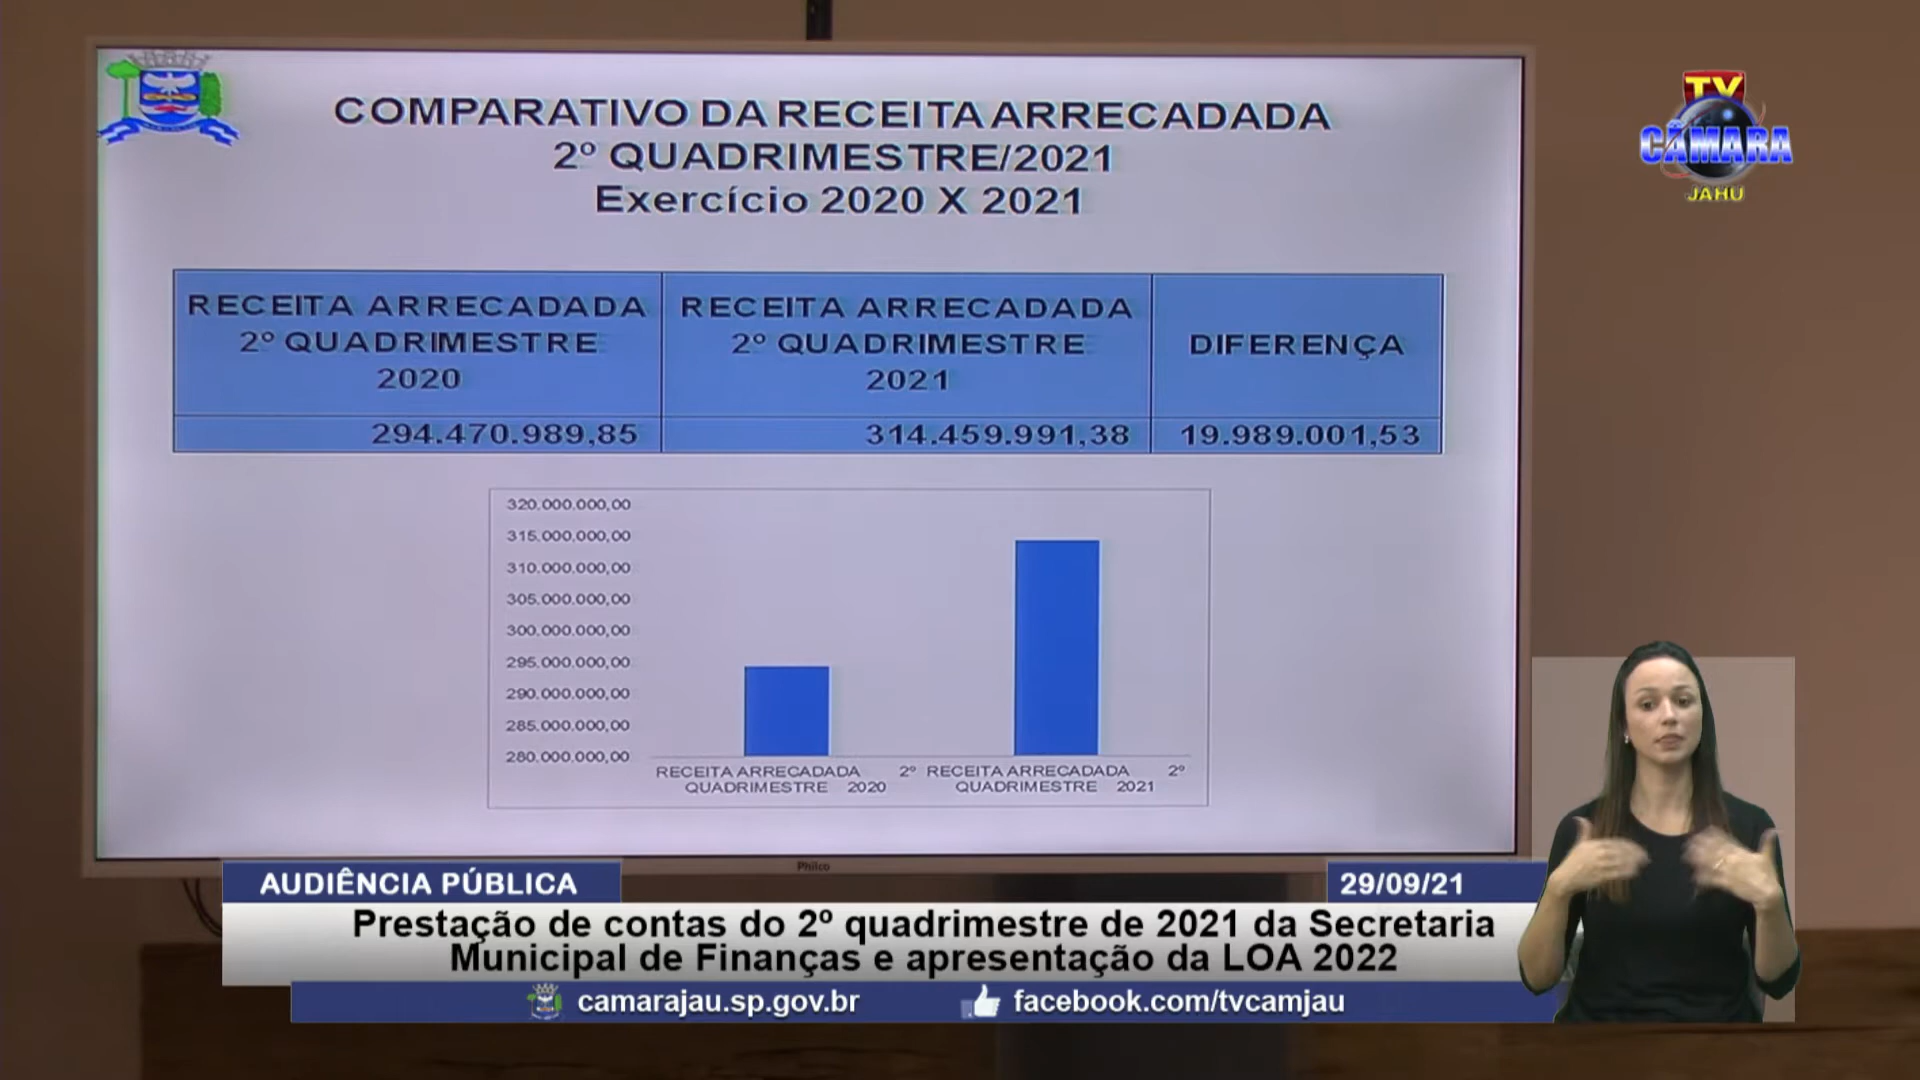 COMPARATIVO DA RECEITA ARRECADADA
2º QUADRIMESTRE/2021
Exercício 2020 X 2021
TV
CÂMARA
JAHU
RECEITA ARRECADADA
2º QUADRIMESTRE
2020
RECEITA ARRECADADA
2º QUADRIMESTRE
2021
DIFERENÇA
294.470.989,85
314.459.991,38
19.989.001,53
320.000.000,00
315.000.000,00
310.000.000,00
305.000.000,00
300.000.000,00
295.000.000,00
290.000.000,00
285.000.000,00
280.000.000,00
RECEITA ARRECADADA 2º
QUADRIMESTRE 2020
RECEITA ARRECADADA 2º
QUADRIMESTRE 2021
Philco
AUDIÊNCIA PÚBLICA
29/09/21
Prestação de contas do 2º quadrimestre de 2021 da Secretaria
Municipal de Finanças e apresentação da LOA 2022
camarajau.sp.gov.br
facebook.com/tvcamjau